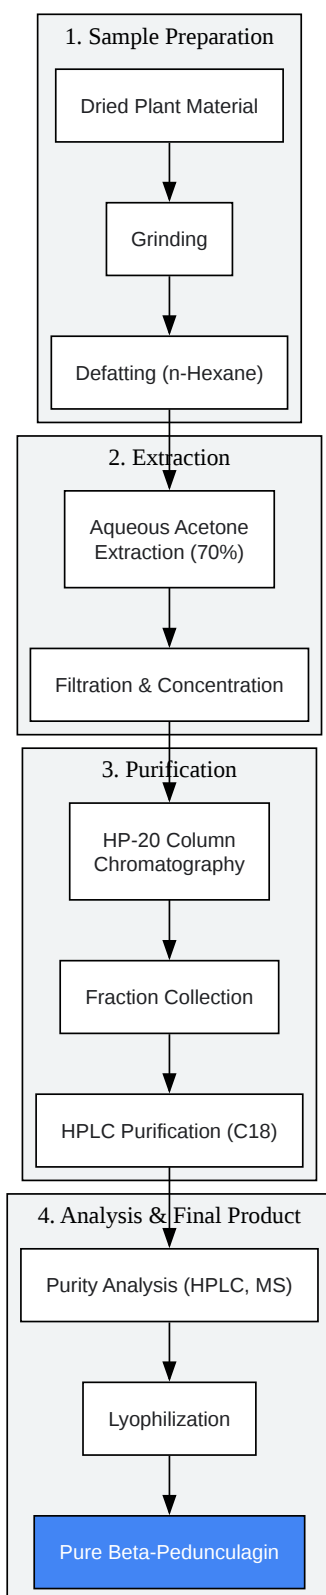 1. Sample Preparation
Dried Plant Material
Grinding
Defatting (n-Hexane)
2. Extraction
Aqueous Acetone
Extraction (70%)
Filtration & Concentration
3. Purification
HP-20 Column
Chromatography
Fraction Collection
HPLC Purification (C18)
4. Analysis & Final Product
Purity Analysis (HPLC, MS)
Lyophilization
Pure Beta-Pedunculagin